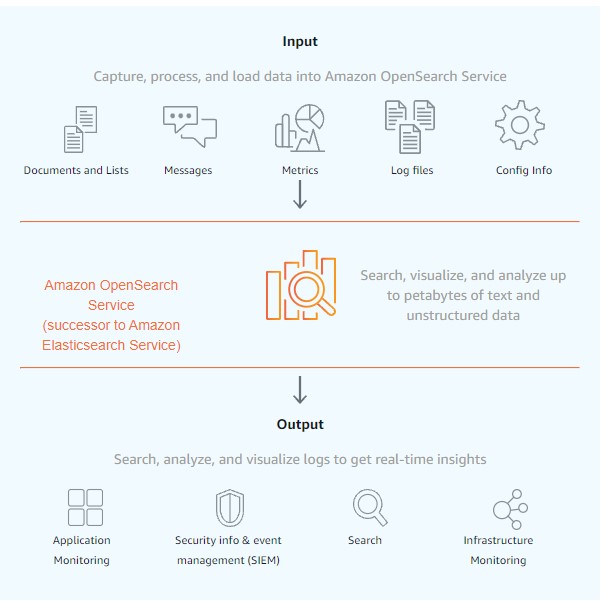 Input
Capture, process, and load data into Amazon OpenSearch Service
Documents and Lists
Messages
Metrics
Log files
Config Info
Amazon OpenSearch
Service
(successor to Amazon
Elasticsearch Service)
Search, visualize, and analyze up
to petabytes of text and
unstructured data
Output
Search, analyze, and visualize logs to get real-time insights
Application
Monitoring
Security info & event
management (SIEM)
Search
Infrastructure
Monitoring